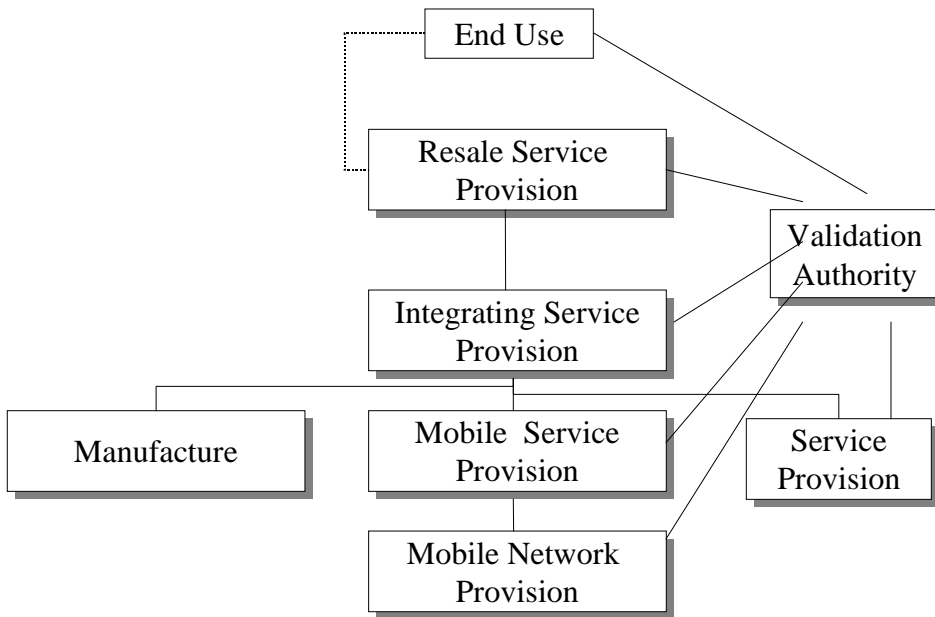 End Use
Resale Service
Provision
Validation
Authority
Integrating Service
Provision
Manufacture
Mobile  Service
Provision
Service
Provision
Mobile Network
Provision